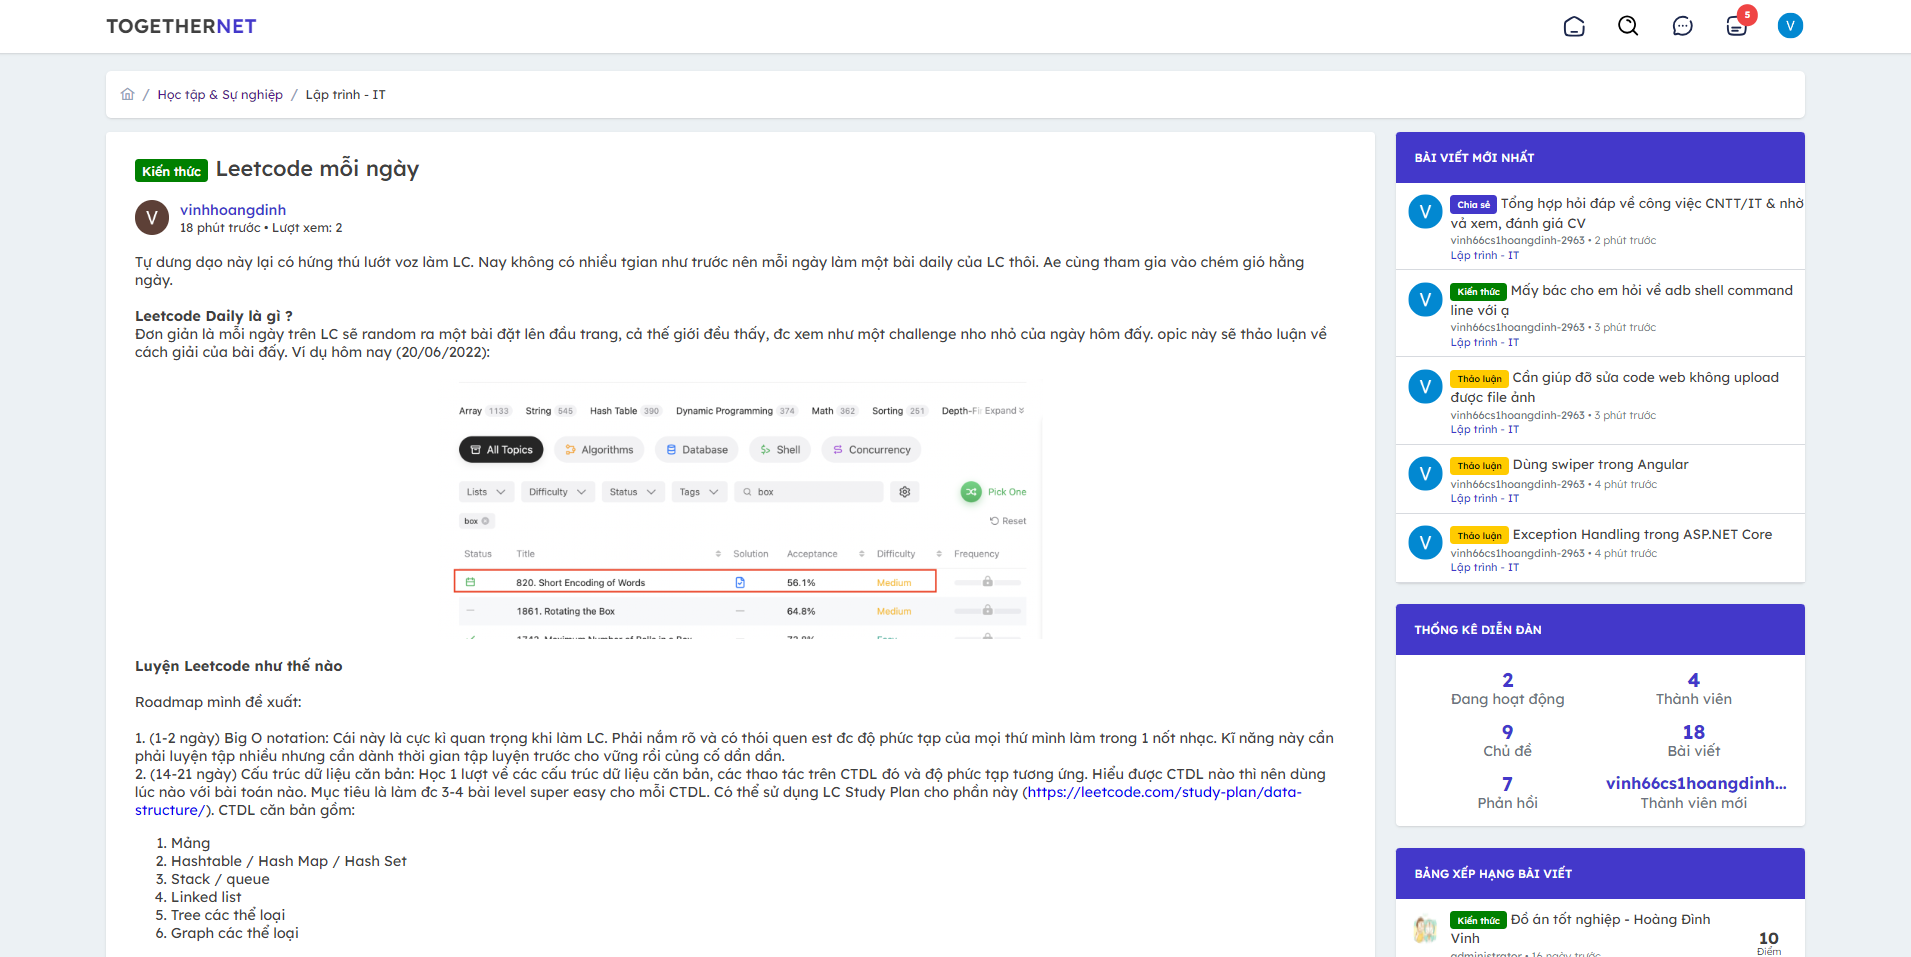 TOGETHERNET
5
V
/ Học tập & Sự nghiệp / Lập trình - IT
Kiến thức Leetcode mỗi ngày
V
vinhhoangdinh
18 phút trước • Lượt xem: 2
Tự dưng dạo này lại có hứng thú lướt voz làm LC. Nay không có nhiều tgian như trước nên mỗi ngày làm một bài daily của LC thôi. Ae cùng tham gia vào chém gió hằng
ngày.
Leetcode Daily là gì ?
Đơn giản là mỗi ngày trên LC sẽ random ra một bài đặt lên đầu trang, cả thế giới đều thấy, đc xem như một challenge nho nhỏ của ngày hôm đấy. opic này sẽ thảo luận về
cách giải của bài đấy. Ví dụ hôm nay (20/06/2022):
Array 1133 String 545 Hash Table 390 Dynamic Programming 374 Math 362 Sorting 251 Depth-Fi Expand
All Topics Algorithms Database Shell Concurrency
Lists Difficulty Status Tags box Pick One
box Reset
Status Title Solution Acceptance Difficulty Frequency
820. Short Encoding of Words 56.1% Medium
1861. Rotating the Box 64.8% Medium
Luyện Leetcode như thế nào
Roadmap mình đề xuất:
1. (1-2 ngày) Big O notation: Cái này là cực kì quan trọng khi làm LC. Phải nắm rõ và có thói quen est đc độ phức tạp của mọi thứ mình làm trong 1 nốt nhạc. Kĩ năng này cần
phải luyện tập nhiều nhưng cần dành thời gian tập luyện trước cho vững rồi củng cố dần dần.
2. (14-21 ngày) Cấu trúc dữ liệu căn bản: Học 1 lượt về các cấu trúc dữ liệu căn bản, các thao tác trên CTDL đó và độ phức tạp tương ứng. Hiểu được CTDL nào thì nên dùng
lúc nào với bài toán nào. Mục tiêu là làm đc 3-4 bài level super easy cho mỗi CTDL. Có thể sử dụng LC Study Plan cho phần này (https://leetcode.com/study-plan/data-
structure/). CTDL căn bản gồm:
1. Mảng
2. Hashtable / Hash Map / Hash Set
3. Stack / queue
4. Linked list
5. Tree các thể loại
6. Graph các thể loại
BÀI VIẾT MỚI NHẤT
V
Chia sẻ Tổng hợp hỏi đáp về công việc CNTT/IT & nhờ
vả xem, đánh giá CV
vinh66cs1hoangdinh-2963 • 2 phút trước
Lập trình - IT
V
Kiến thức Mấy bác cho em hỏi về adb shell command
line với ạ
vinh66cs1hoangdinh-2963 • 3 phút trước
Lập trình - IT
V
Thảo luận Cần giúp đỡ sửa code web không upload
được file ảnh
vinh66cs1hoangdinh-2963 • 3 phút trước
Lập trình - IT
V
Thảo luận Dùng swiper trong Angular
vinh66cs1hoangdinh-2963 • 4 phút trước
Lập trình - IT
V
Thảo luận Exception Handling trong ASP.NET Core
vinh66cs1hoangdinh-2963 • 4 phút trước
Lập trình - IT
THỐNG KÊ DIỄN ĐÀN
2 4
Đang hoạt động Thành viên
9 18
Chủ đề Bài viết
7 vinh66cs1hoangdinh...
Phản hồi Thành viên mới
BẢNG XẾP HẠNG BÀI VIẾT
Kiến thức Đồ án tốt nghiệp - Hoàng Đình
Vinh
administrator • 16 ngày trước
10
Điểm